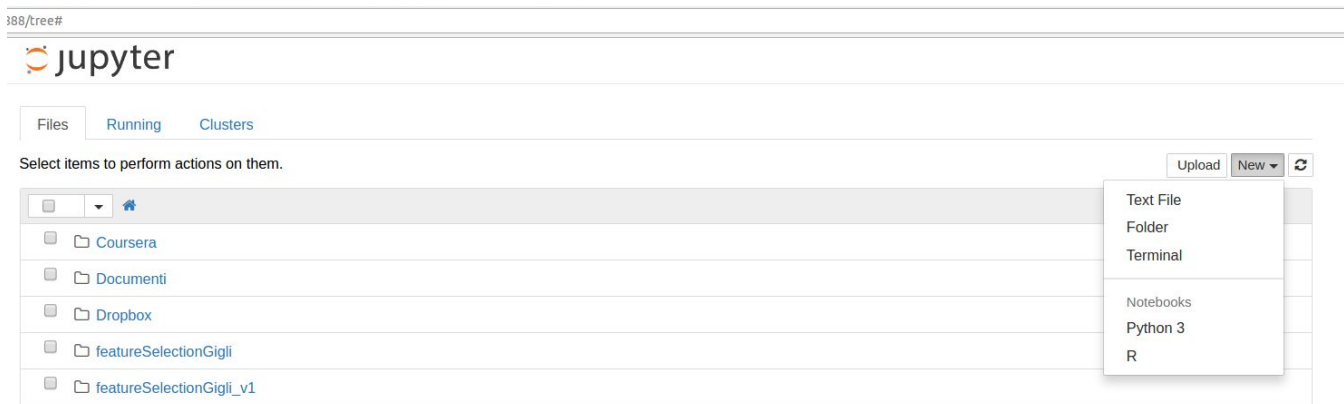 388/tree#
jupyter
Files Running Clusters
Select items to perform actions on them.
Upload New
Text File
Folder
Terminal
Notebooks
Python 3
R
Coursera
Documenti
Dropbox
featureSelectionGigli
featureSelectionGigli_v1